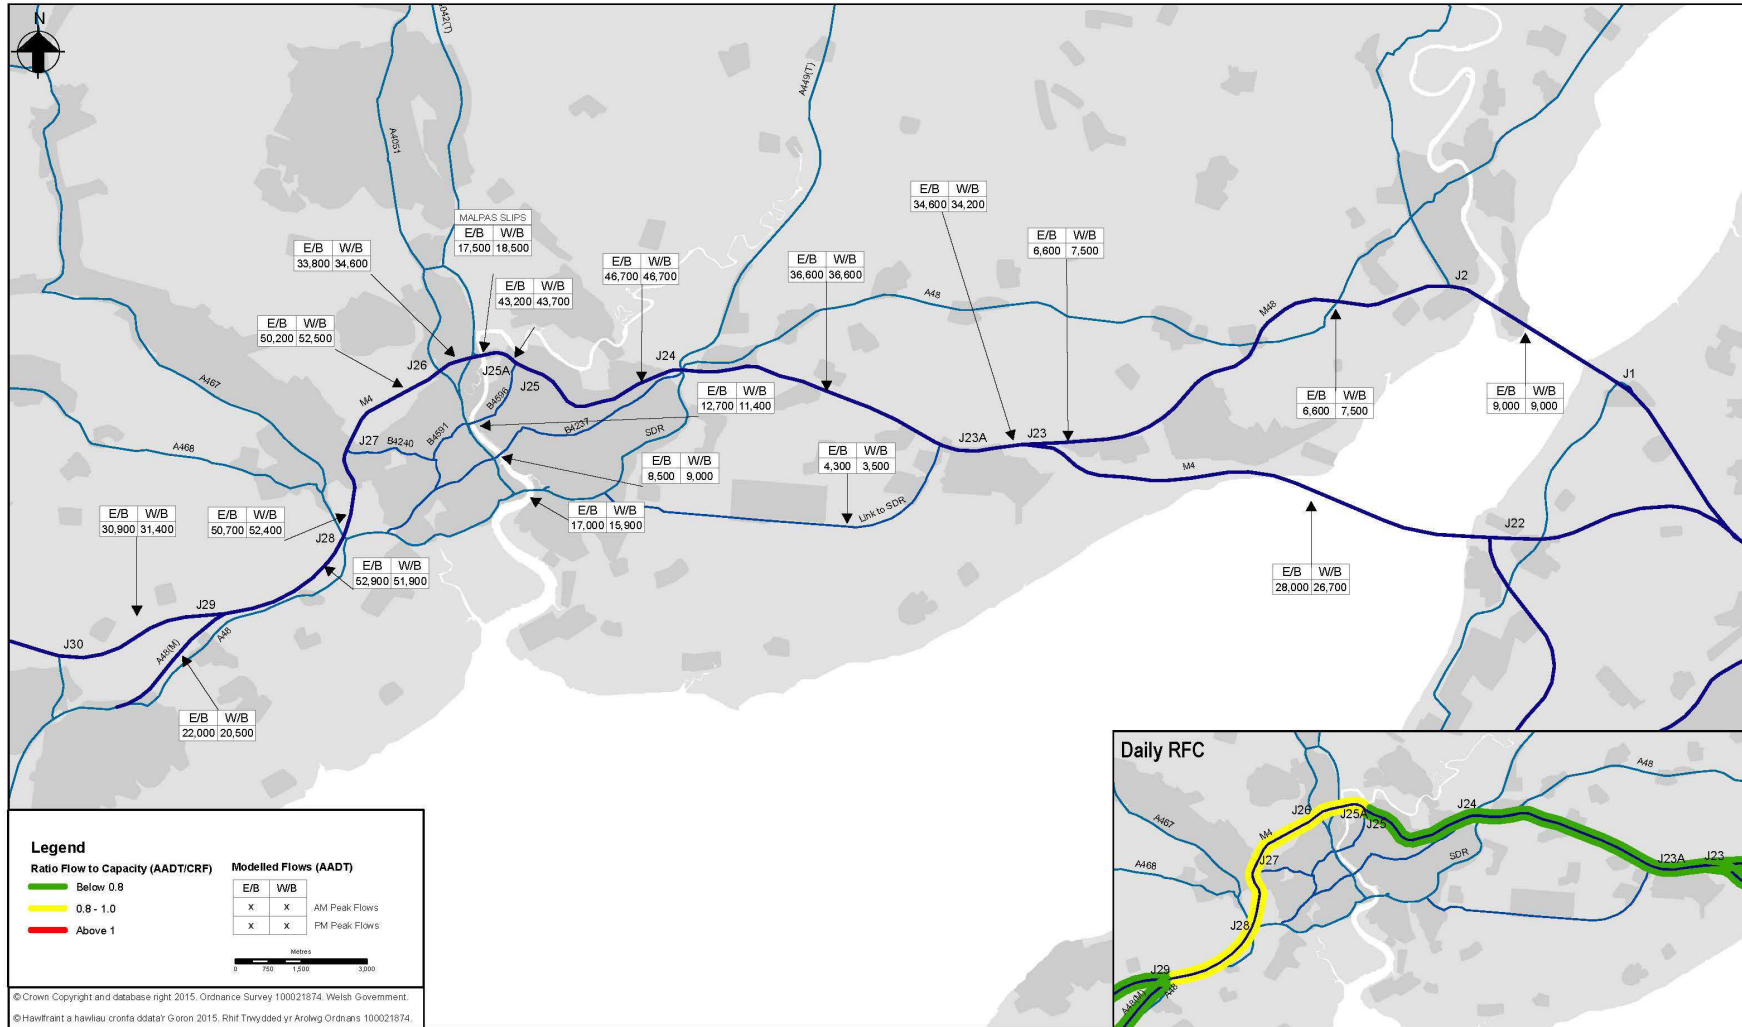 N
A4051
A449(T)
MALPAS SLIPS
E/B W/B
17,500 18,500
E/B W/B
33,800 34,600
E/B W/B
43,200 43,700
E/B W/B
46,700 46,700
E/B W/B
36,600 36,600
E/B W/B
34,600 34,200
E/B W/B
6,600 7,500
E/B W/B
50,200 52,500
A48
M48
J2
J1
J26
J25A
J25
J24
E/B W/B
12,700 11,400
E/B W/B
6,600 7,500
E/B W/B
9,000 9,000
A467
A468
M4
J27
B4240
B4591
B4596
B4237
SDR
J23A
J23
M4
E/B W/B
8,500 9,000
E/B W/B
4,300 3,500
Link to SDR
E/B W/B
17,000 15,900
E/B W/B
30,900 31,400
E/B W/B
50,700 52,400
J28
J22
E/B W/B
52,900 51,900
E/B W/B
28,000 26,700
J29
J30
A48(M)
A48
E/B W/B
22,000 20,500
Daily RFC
A467
A468
M4
J26
J25A
J25
J24
A48
J27
SDR
J23A
J23
J28
J29
A48(M)
A48
Legend
Ratio Flow to Capacity (AADT/CRF)
Below 0.8
0.8 - 1.0
Above 1
Modelled Flows (AADT)
E/B W/B
x x AM Peak Flows
x x PM Peak Flows
Metres
0 750 1,500 3,000
© Crown Copyright and database right 2015. Ordnance Survey 100021874. Welsh Government.
© Hawlfraint a hawliau cronfa ddata'r Goron 2015. Rhif Trwydded yr Arolwg Ordnans 100021874.